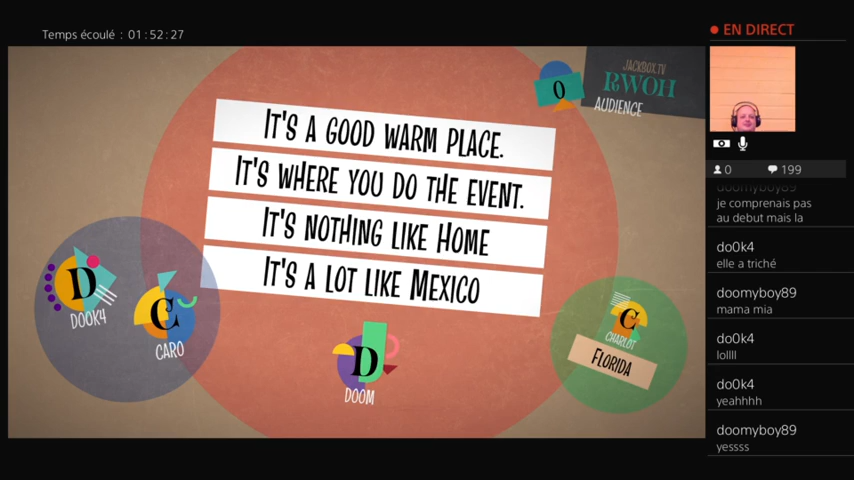 Temps écoulé : 01:52:27
EN DIRECT
JACKBOX.TV
RWOH
0
AUDIENCE
IT'S A GOOD WARM PLACE.
IT'S WHERE YOU DO THE EVENT.
IT'S NOTHING LIKE HOME
IT'S A LOT LIKE MEXICO
D
DOOK4
C
CARO
D
DOOM
C
CHARLOT
FLORIDA
0
199
doomyboy89
je comprenais pas
au debut mais la
do0k4
elle a triché
doomyboy89
mama mia
do0k4
lollll
do0k4
yeahhhh
doomyboy89
yessss